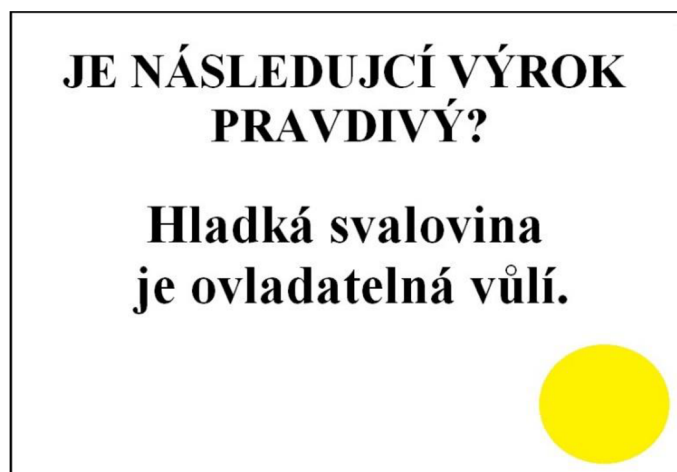 JE NÁSLEDUJCÍ VÝROK
PRAVDIVÝ?
Hladká svalovina
je ovladatelná vůlí.